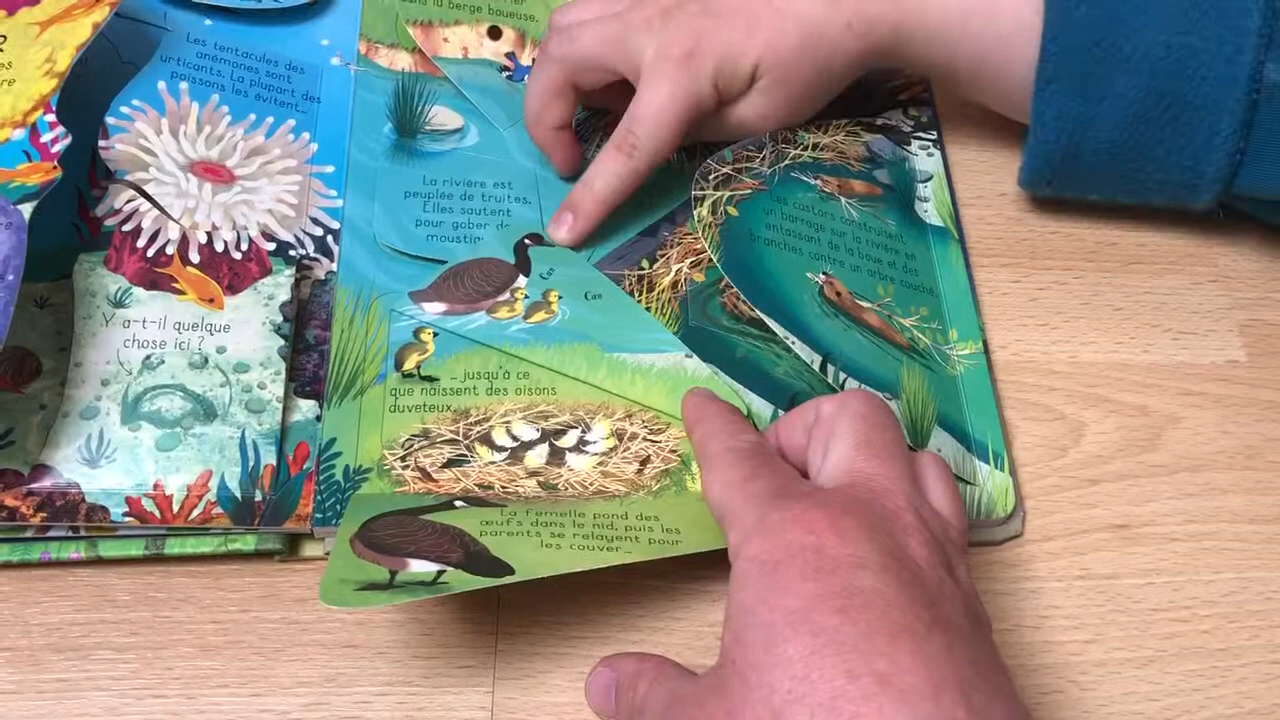 Les tentacules des
anémones sont
urticants. La plupart des
poissons les évitent...
Y a-t-il quelque
chose ici ?
la berge boueuse.
La rivière est
peuplée de truites.
Elles sautent
pour gober
Can
Can
... jusqu'à ce
que naissent des oisons
duveteux.
La femelle pond des
œufs dans le nid, puis les
parents se relayent pour
les couver...
Les castors construisent
un barrage sur la rivière en
entassant de la boue et des
branches contre un arbre couché.